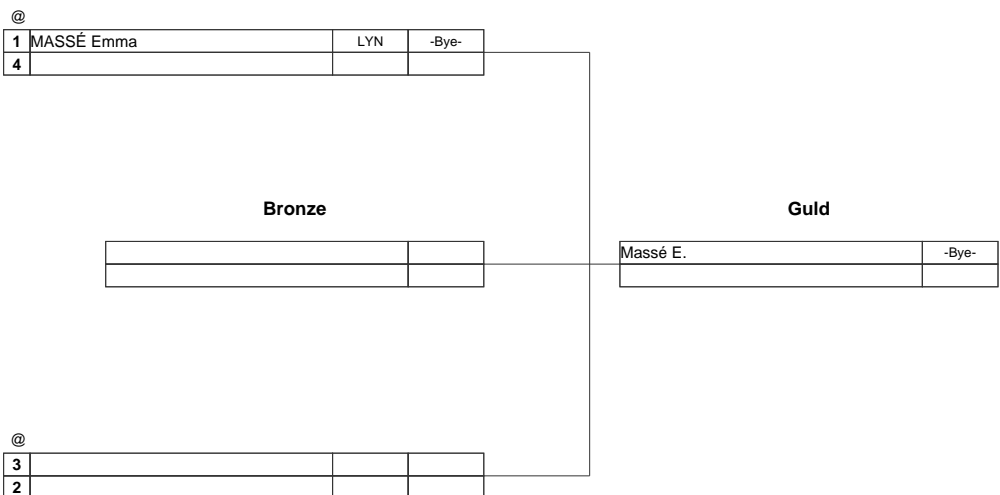 @
1 MASSÉ Emma LYN -Bye-
4
Bronze
Guld
Massé E. -Bye-
@
3
2